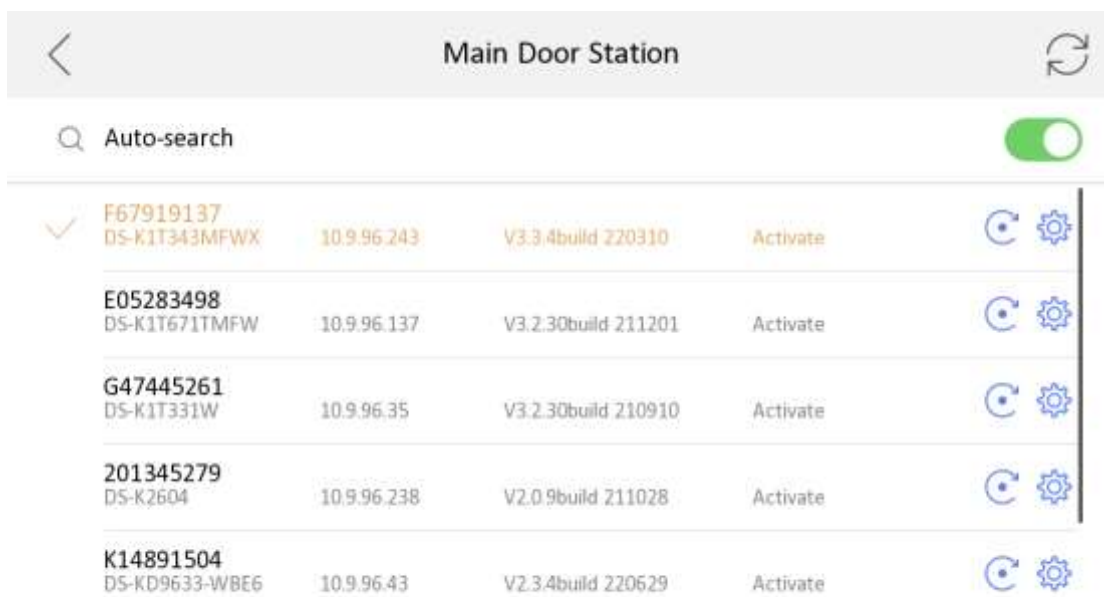 Main Door Station
Auto-search
F67919137
DS-K1T343MFWX 10.9.96.243 V3.3.4build 220310 Activate
E05283498
DS-K1T671TMFW 10.9.96.137 V3.2.30build 211201 Activate
G47445261
DS-K1T331W 10.9.96.35 V3.2.30build 210910 Activate
201345279
DS-K2604 10.9.96.238 V2.0.9build 211028 Activate
K14891504
DS-KD9633-WBE6 10.9.96.43 V2.3.4build 220629 Activate